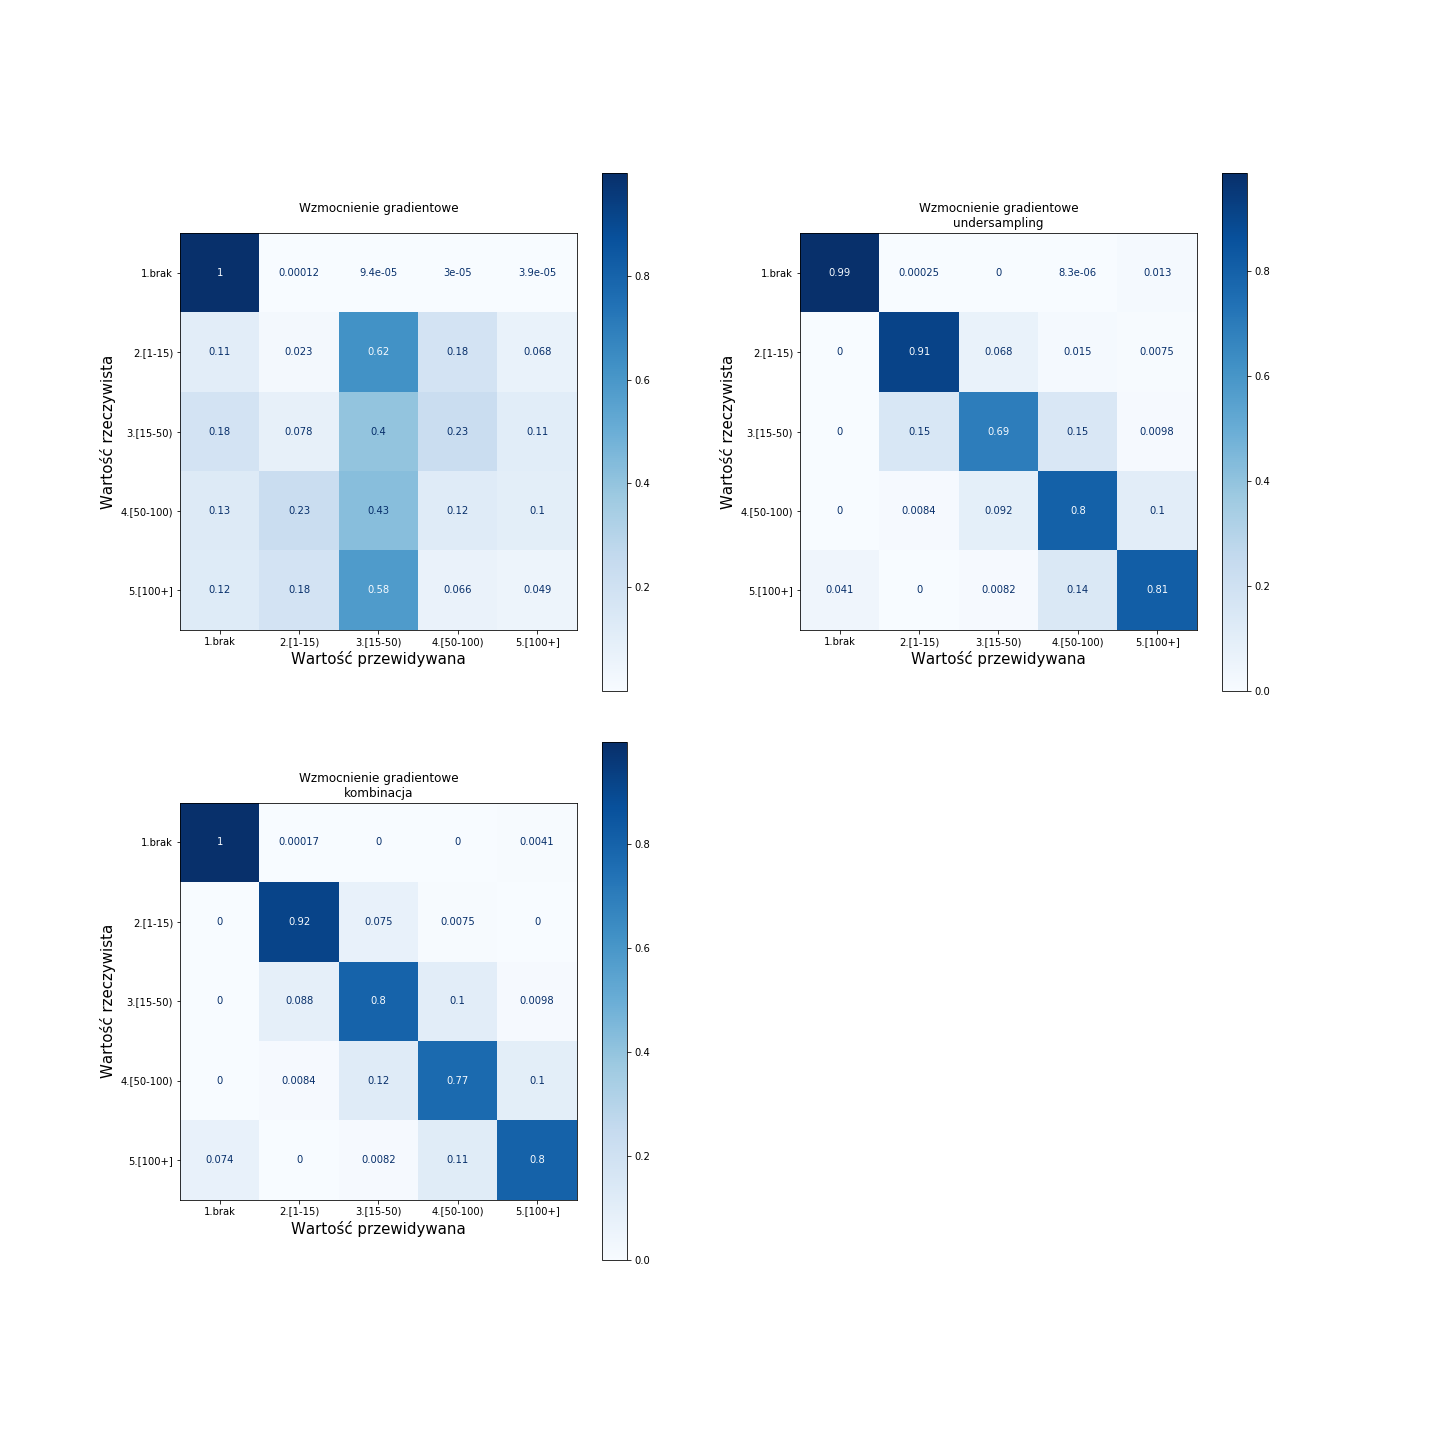 Wzmocnienie gradientowe
1.brak 1 0.00012 9.4e-05 3e-05 3.9e-05
2.[1-15) 0.11 0.023 0.62 0.18 0.068
3.[15-50) 0.18 0.078 0.4 0.23 0.11
4.[50-100) 0.13 0.23 0.43 0.12 0.1
5.[100+] 0.12 0.18 0.58 0.066 0.049
1.brak 2.[1-15) 3.[15-50) 4.[50-100) 5.[100+]
Wartość przewidywana
Wartość rzeczywista
0.8
0.6
0.4
0.2
Wzmocnienie gradientowe
undersampling
1.brak 0.99 0.00025 0 8.3e-06 0.013
2.[1-15) 0 0.91 0.068 0.015 0.0075
3.[15-50) 0 0.15 0.69 0.15 0.0098
4.[50-100) 0 0.0084 0.092 0.8 0.1
5.[100+] 0.041 0 0.0082 0.14 0.81
1.brak 2.[1-15) 3.[15-50) 4.[50-100) 5.[100+]
Wartość przewidywana
Wartość rzeczywista
0.8
0.6
0.4
0.2
0.0
Wzmocnienie gradientowe
kombinacja
1.brak 1 0.00017 0 0 0.0041
2.[1-15) 0 0.92 0.075 0.0075 0
3.[15-50) 0 0.088 0.8 0.1 0.0098
4.[50-100) 0 0.0084 0.12 0.77 0.1
5.[100+] 0.074 0 0.0082 0.11 0.8
1.brak 2.[1-15) 3.[15-50) 4.[50-100) 5.[100+]
Wartość przewidywana
Wartość rzeczywista
0.8
0.6
0.4
0.2
0.0